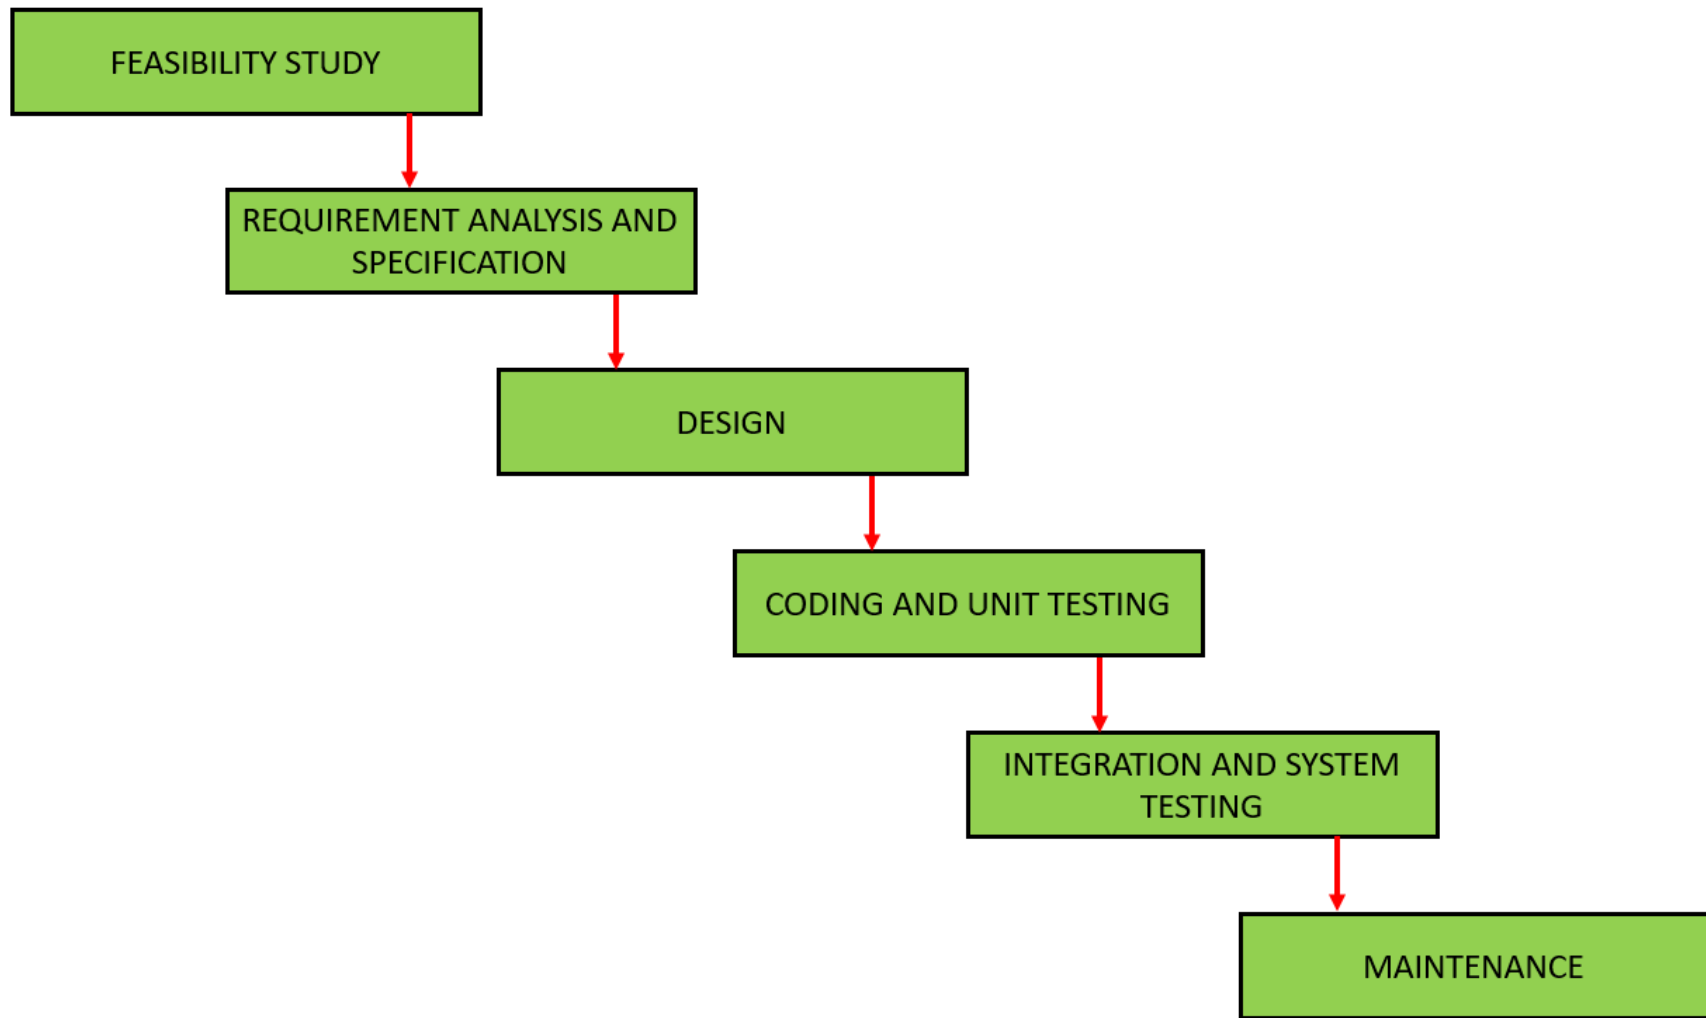 FEASIBILITY STUDY
REQUIREMENT ANALYSIS AND
SPECIFICATION
DESIGN
CODING AND UNIT TESTING
INTEGRATION AND SYSTEM
TESTING
MAINTENANCE